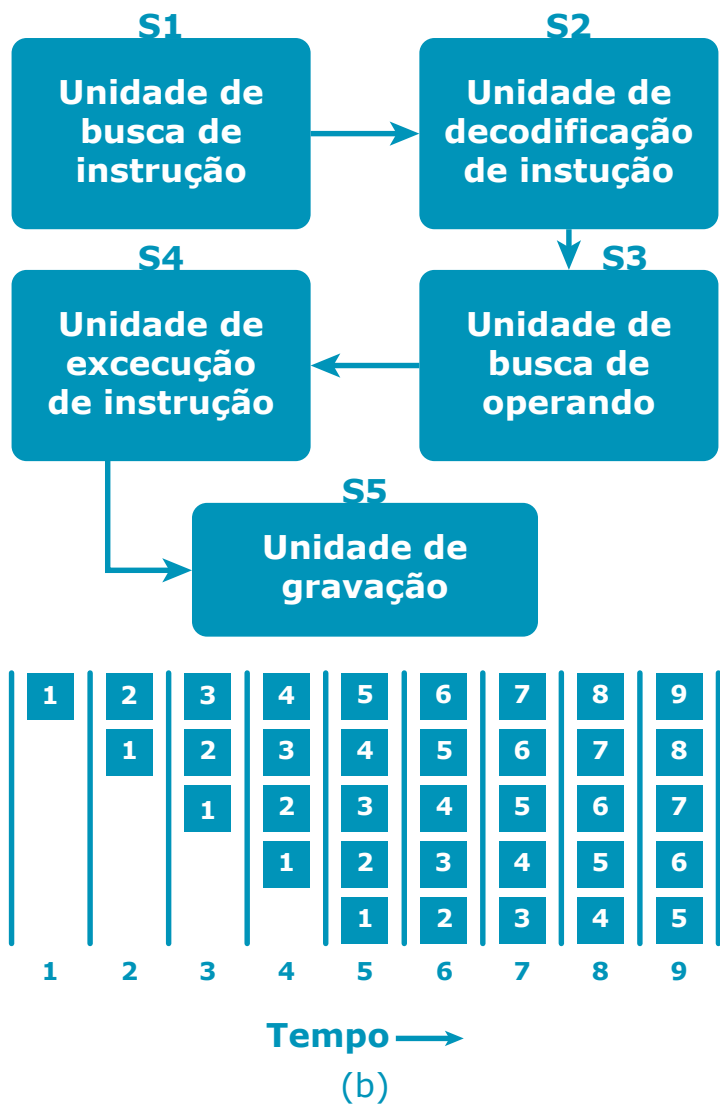 S1
Unidade de
busca de
instrução
S2
Unidade de
decodificação
de instução
S4
Unidade de
excecução
de instrução
S3
Unidade de
busca de
operando
S5
Unidade de
gravação
1 2 3 4 5 6 7 8 9
1 2 3 4 5 6 7 8
1 2 3 4 5 6 7
1 2 3 4 5 6
1 2 3 4 5
1 2 3 4 5 6 7 8 9
Tempo
(b)